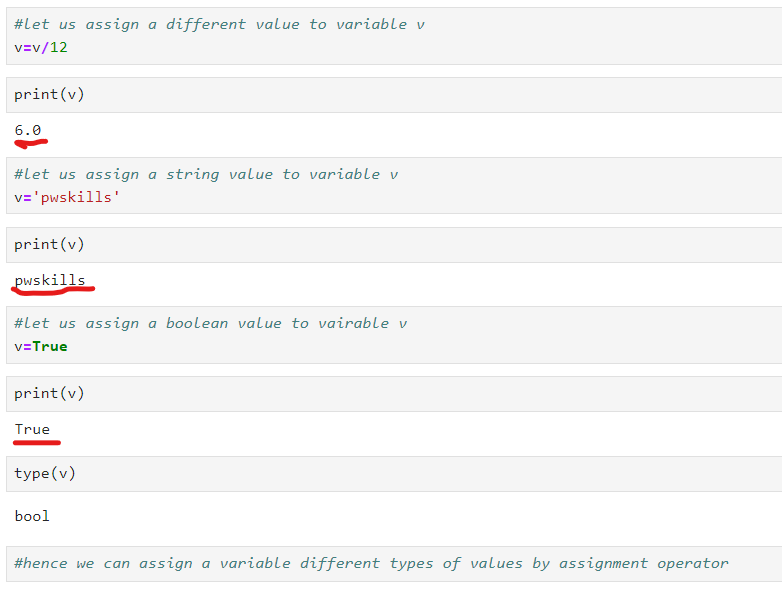 #let us assign a different value to variable v
v=v/12
print(v)
6.0
#let us assign a string value to variable v
v='pwskills'
print(v)
pwskills
#let us assign a boolean value to vairable v
v=True
print(v)
True
type(v)
bool
#hence we can assign a variable different types of values by assignment operator